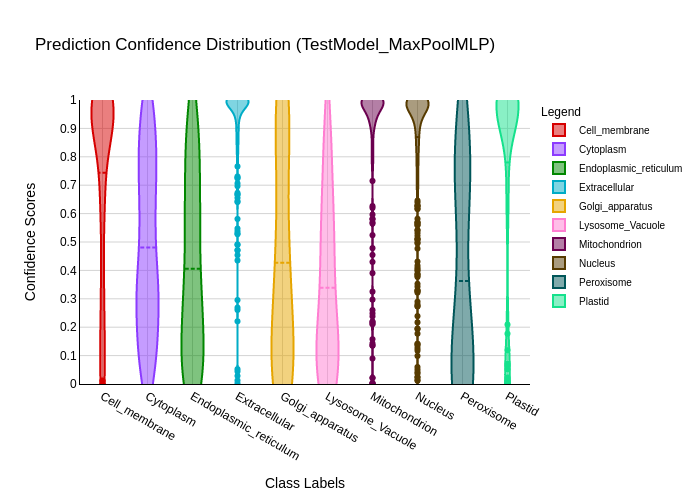 Prediction Confidence Distribution (TestModel_MaxPoolMLP)
Confidence Scores
1
0.9
0.8
0.7
0.6
0.5
0.4
0.3
0.2
0.1
0
Cell_membrane
Cytoplasm
Endoplasmic_reticulum
Extracellular
Golgi_apparatus
Lysosome_Vacuole
Mitochondrion
Nucleus
Peroxisome
Plastid
Class Labels
Legend
Cell_membrane
Cytoplasm
Endoplasmic_reticulum
Extracellular
Golgi_apparatus
Lysosome_Vacuole
Mitochondrion
Nucleus
Peroxisome
Plastid